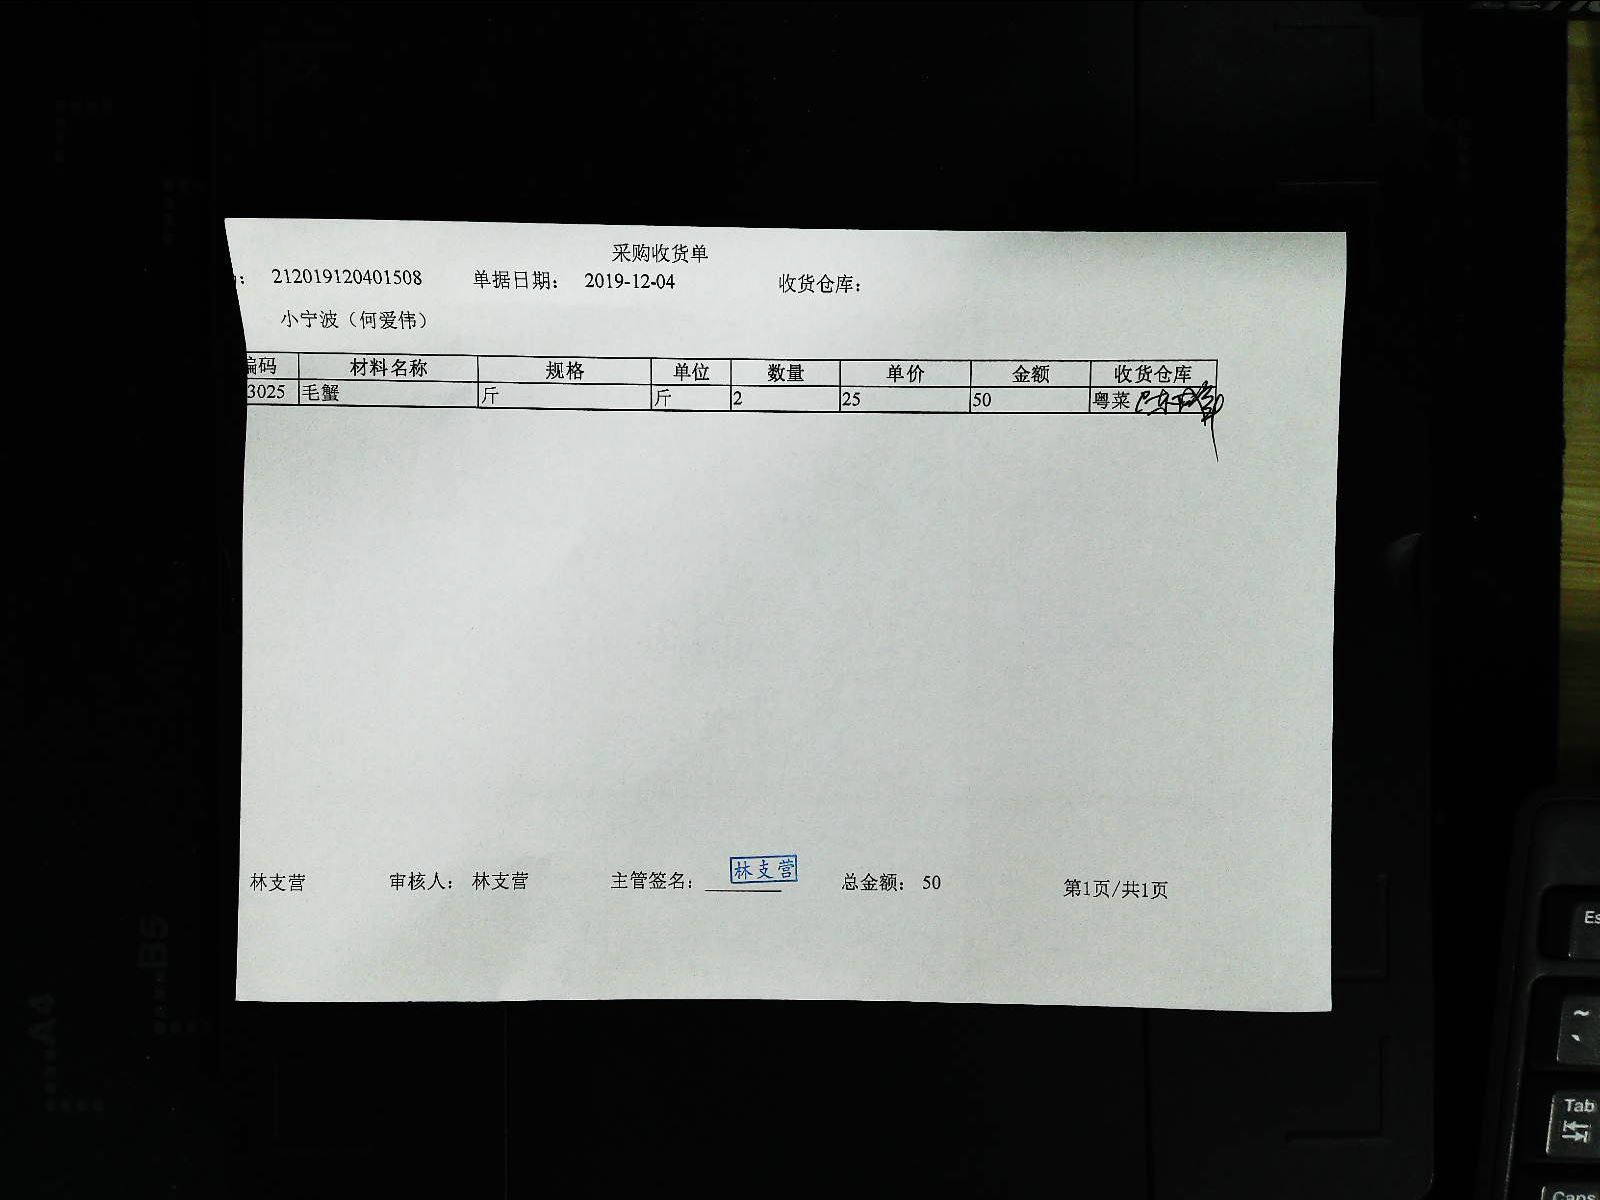 采购收货单
: 212019120401508 单据日期： 2019-12-04 收货仓库：
小宁波（何爱伟）
编码 材料名称 规格 单位 数量 单价 金额 收货仓库
3025 毛蟹 斤 斤 2 25 50 粤菜
林支营 审核人： 林支营 主管签名： 林支营 总金额： 50 第1页/共1页
A4
B5
Es
~
Tab
Caps